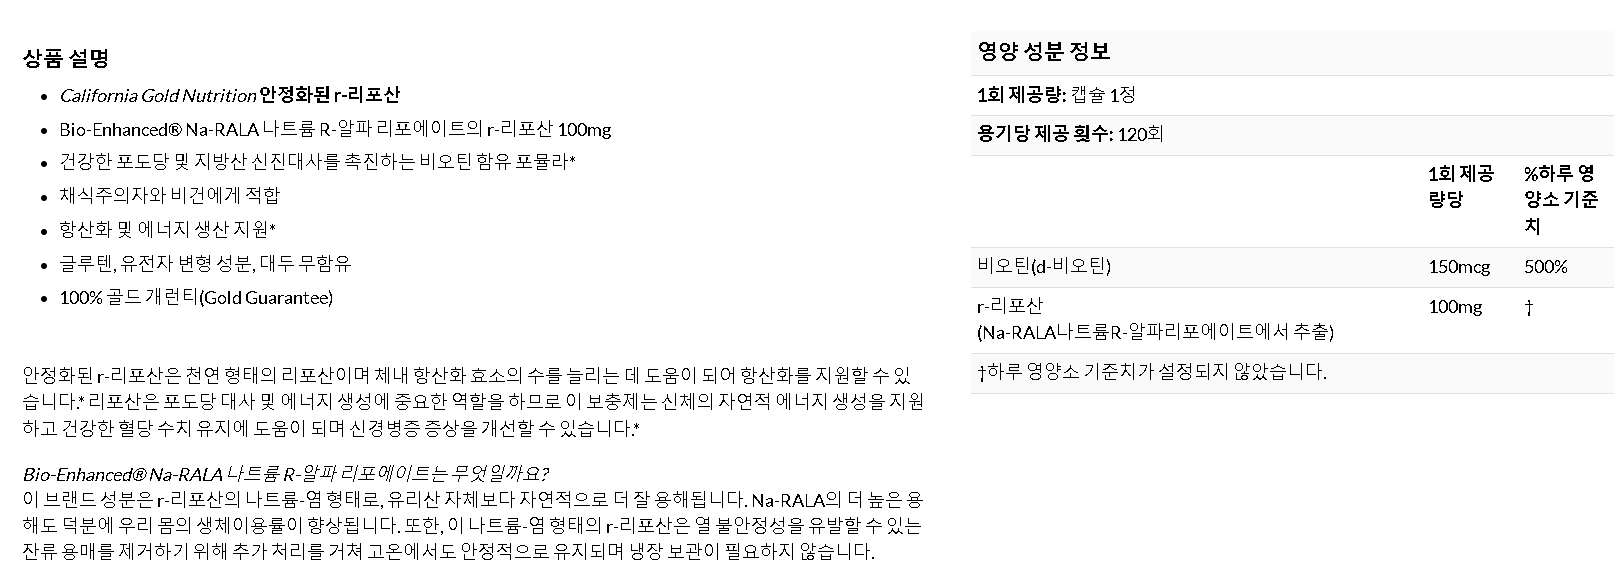 상품 설명
California Gold Nutrition 안정화된 r-리포산
Bio-Enhanced® Na-RALA 나트륨 R-알파 리포에이트의 r-리포산 100mg
건강한 포도당 및 지방산 신진대사를 촉진하는 비오틴 함유 포뮬라*
채식주의자와 비건에게 적합
항산화 및 에너지 생산 지원*
글루텐, 유전자 변형 성분, 대두 무함유
100% 골드 개런티(Gold Guarantee)
안정화된 r-리포산은 천연 형태의 리포산이며 체내 항산화 효소의 수를 늘리는 데 도움이 되어 항산화를 지원할 수 있
습니다.* 리포산은 포도당 대사 및 에너지 생성에 중요한 역할을 하므로 이 보충제는 신체의 자연적 에너지 생성을 지원
하고 건강한 혈당 수치 유지에 도움이 되며 신경병증 증상을 개선할 수 있습니다.*
Bio-Enhanced® Na-RALA 나트륨 R-알파 리포에이트는 무엇일까요?
이 브랜드 성분은 r-리포산의 나트륨-염 형태로, 유리산 자체보다 자연적으로 더 잘 용해됩니다. Na-RALA의 더 높은 용
해도 덕분에 우리 몸의 생체이용률이 향상됩니다. 또한, 이 나트륨-염 형태의 r-리포산은 열 불안정성을 유발할 수 있는
잔류 용매를 제거하기 위해 추가 처리를 거쳐 고온에서도 안정적으로 유지되며 냉장 보관이 필요하지 않습니다.
영양 성분 정보
1회 제공량: 캡슐 1정
용기당 제공 횟수: 120회
1회 제공
량당
%하루 영
양소 기준
치
비오틴(d-비오틴) 150mcg 500%
r-리포산 100mg †
(Na-RALA나트륨R-알파리포에이트에서 추출)
†하루 영양소 기준치가 설정되지 않았습니다.